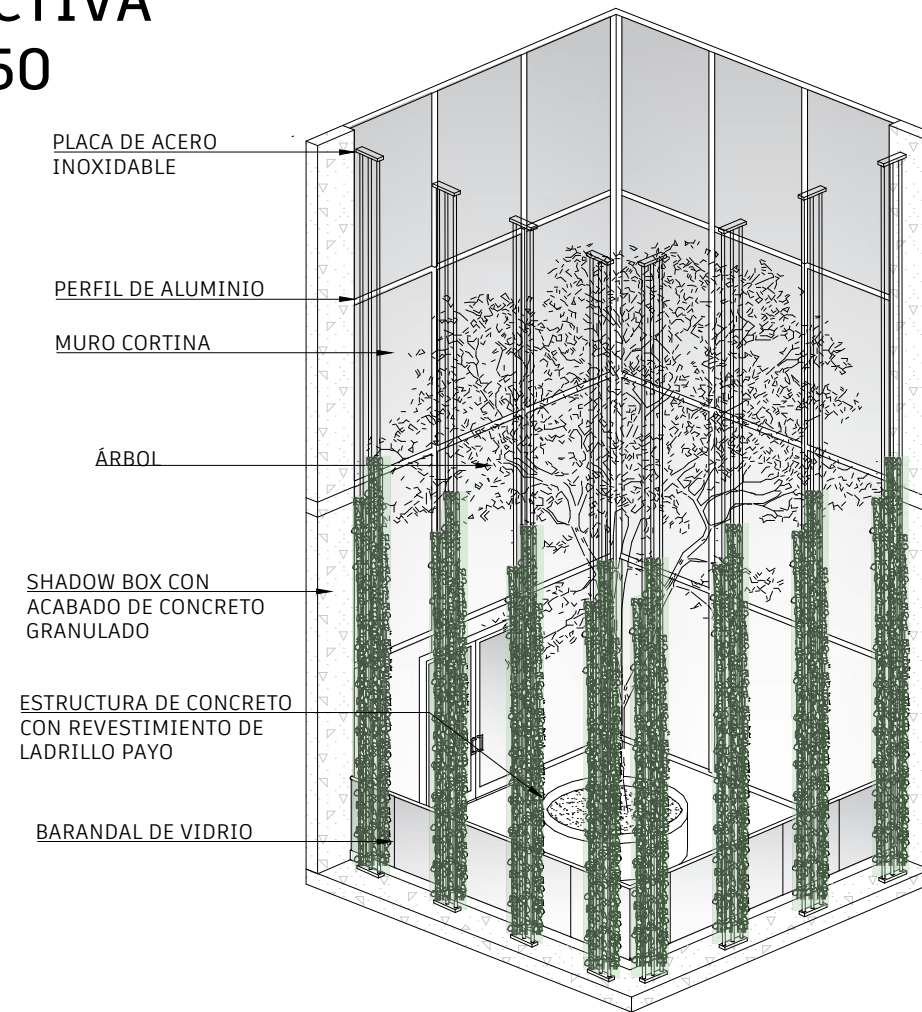 CTIVA
50
PLACA DE ACERO
INOXIDABLE
PERFIL DE ALUMINIO
MURO CORTINA
ÁRBOL
SHADOW BOX CON
ACABADO DE CONCRETO
GRANULADO
ESTRUCTURA DE CONCRETO
CON REVESTIMIENTO DE
LADRILLO PAYO
BARANDAL DE VIDRIO